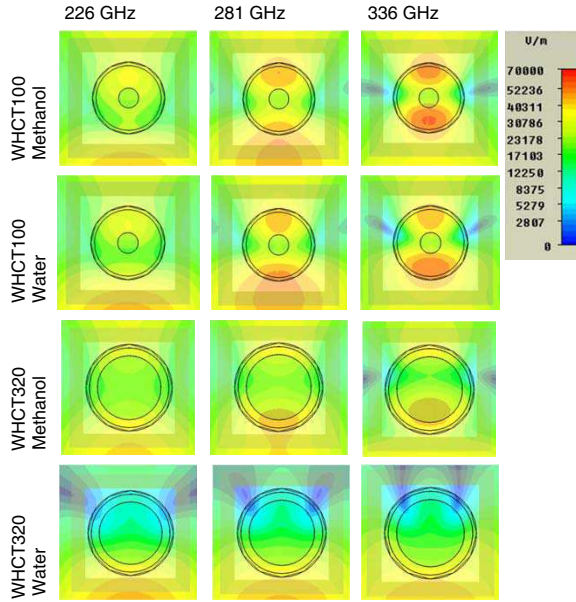 226 GHz 281 GHz 336 GHz
V/m
70000
52236
40311
30786
23178
17103
12250
8375
5279
2807
0
WHCT100
Methanol
WHCT100
Water
WHCT320
Methanol
WHCT320
Water